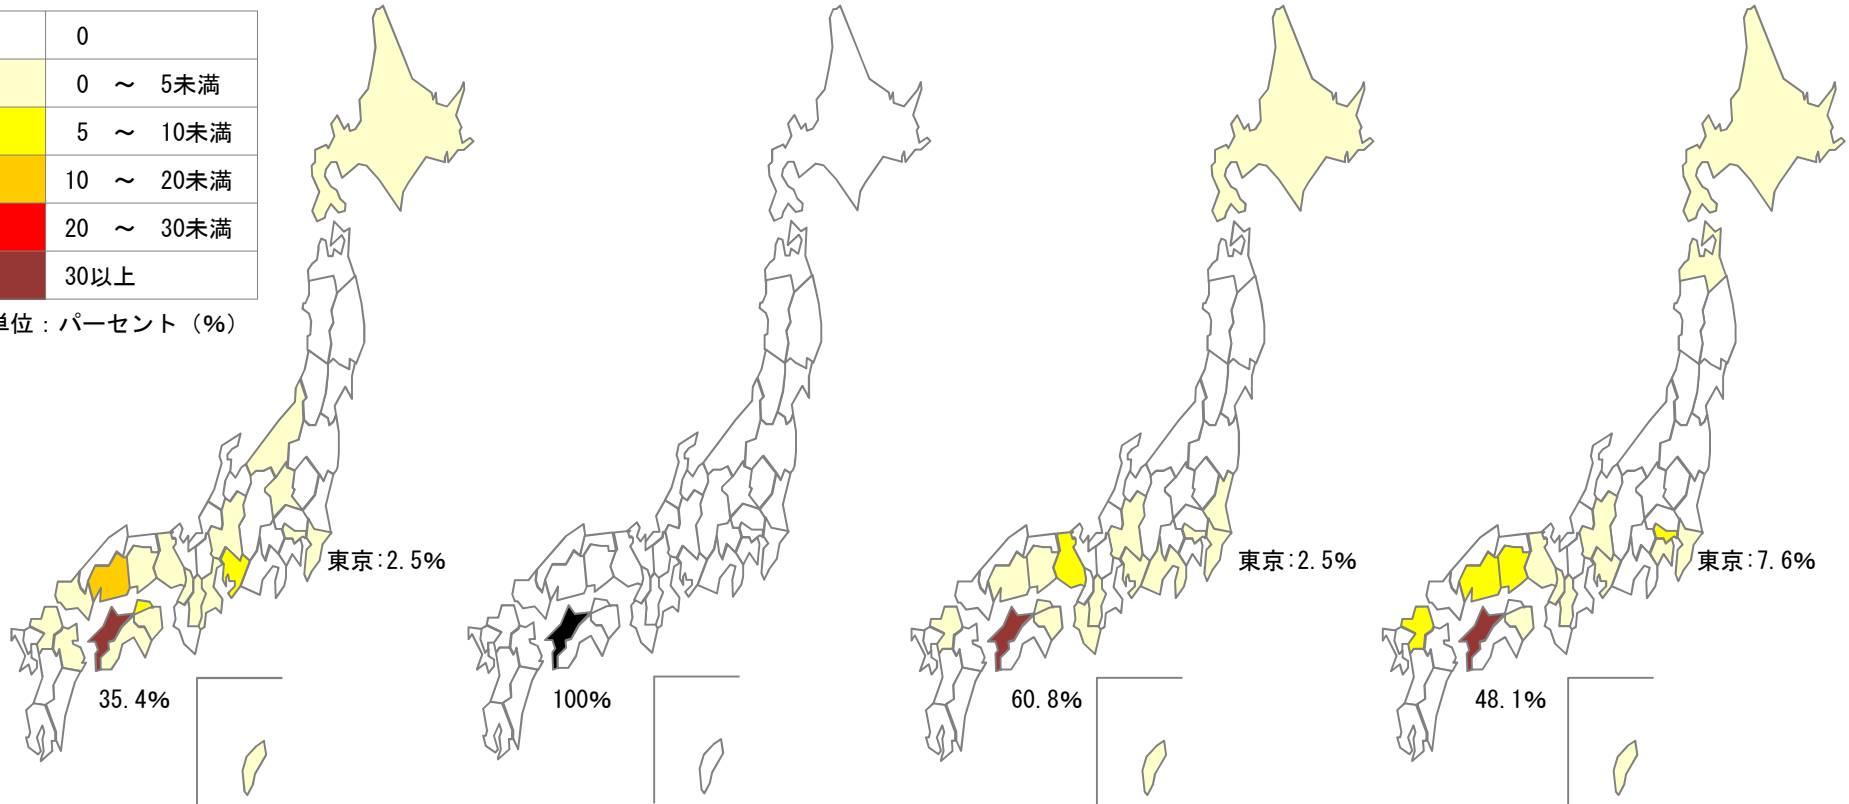 0
0 ～ 5未満
5 ～ 10未満
10 ～ 20未満
20 ～ 30未満
30以上
単位：パーセント（%）
東京:2.5%
東京:2.5%
東京:7.6%
35.4%
100%
60.8%
48.1%